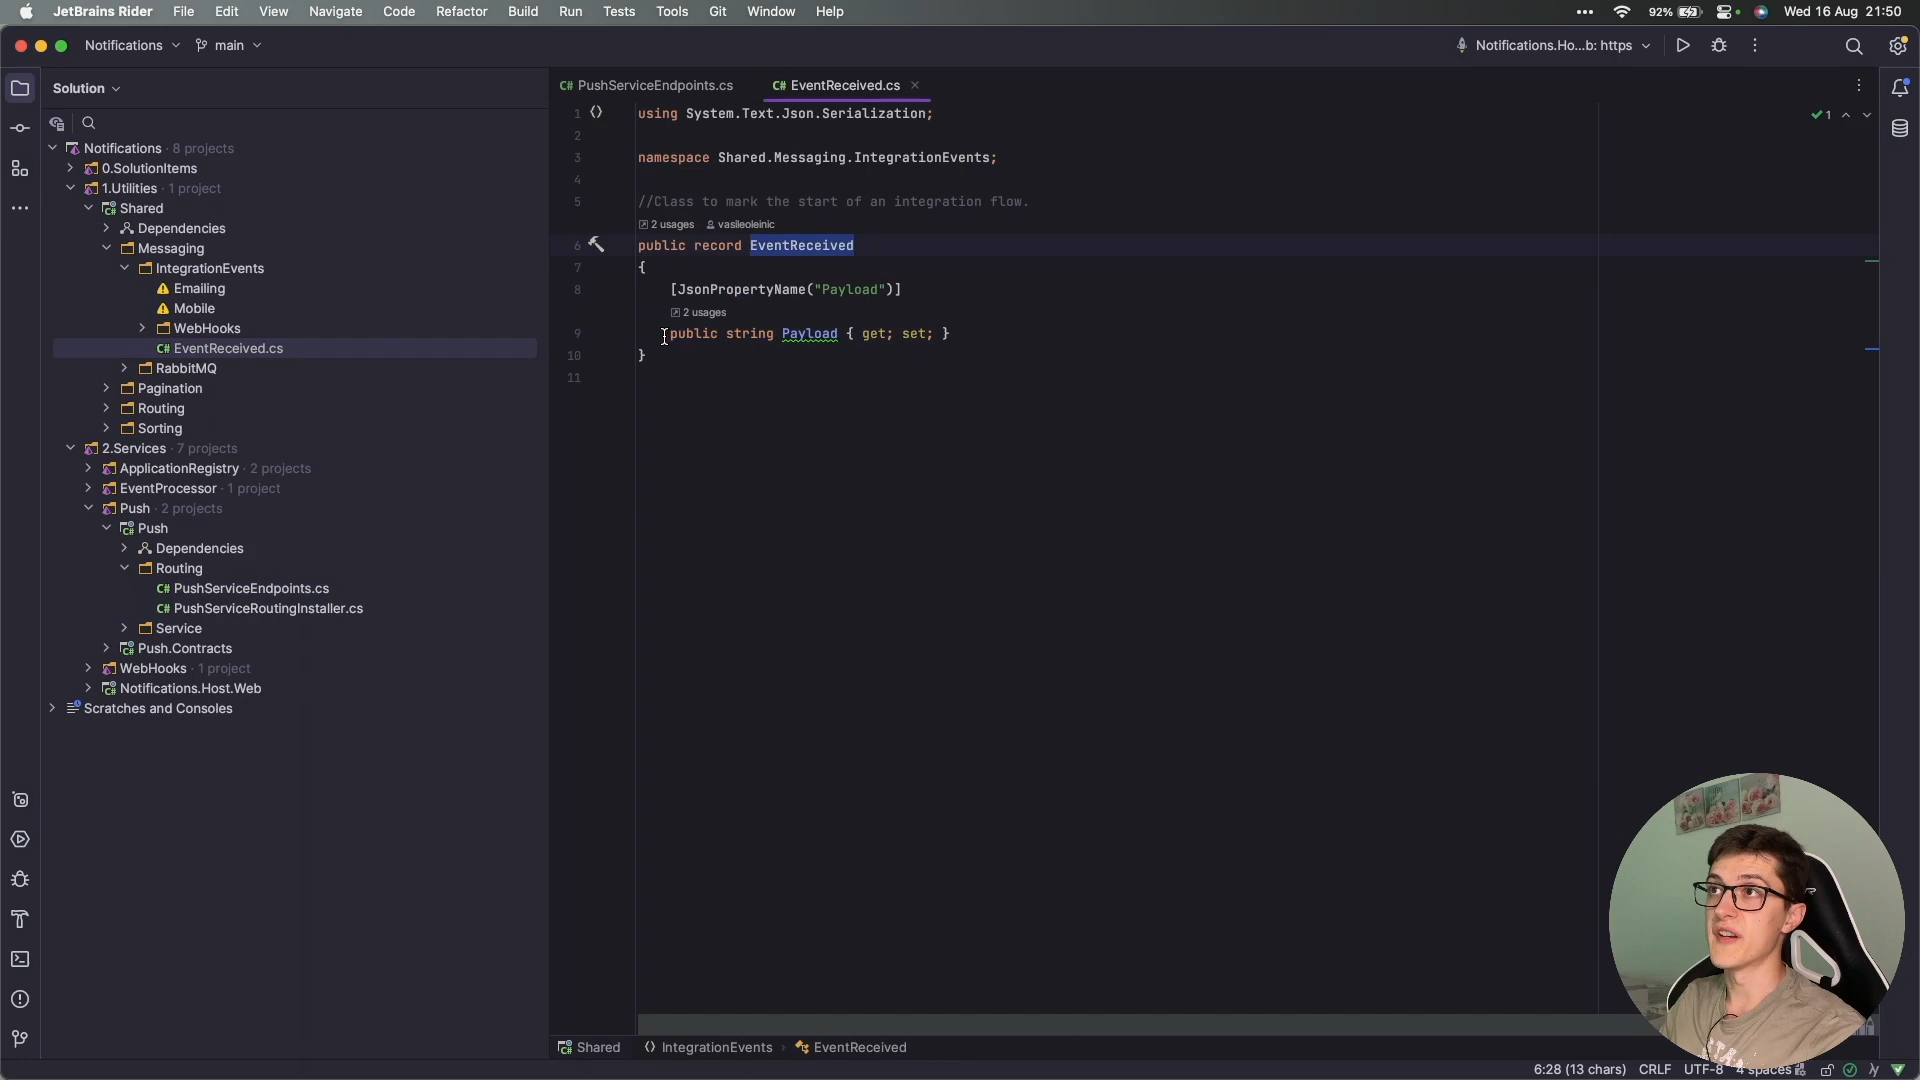 JetBrains Rider File Edit View Navigate Code Refactor Build Run Tests Tools Git Window Help 92% Wed 16 Aug 21:50
Notifications main Notifications.Ho...b: https
Solution
Notifications · 8 projects
0.SolutionItems
1.Utilities · 1 project
Shared
Dependencies
Messaging
IntegrationEvents
Emailing
Mobile
WebHooks
C# EventReceived.cs
RabbitMQ
Pagination
Routing
Sorting
2.Services · 7 projects
ApplicationRegistry · 2 projects
EventProcessor · 1 project
Push · 2 projects
Push
Dependencies
Routing
C# PushServiceEndpoints.cs
C# PushServiceRoutingInstaller.cs
Service
Push.Contracts
WebHooks · 1 project
Notifications.Host.Web
Scratches and Consoles
C# PushServiceEndpoints.cs C# EventReceived.cs
1 using System.Text.Json.Serialization; 1
2
3 namespace Shared.Messaging.IntegrationEvents;
4
5 //Class to mark the start of an integration flow.
2 usages vasileoleinic
6 public record EventReceived
7 {
8 [JsonPropertyName("Payload")]
2 usages
9 public string Payload { get; set; }
10 }
11
Shared IntegrationEvents EventReceived
6:28 (13 chars) CRLF UTF-8 4 spaces